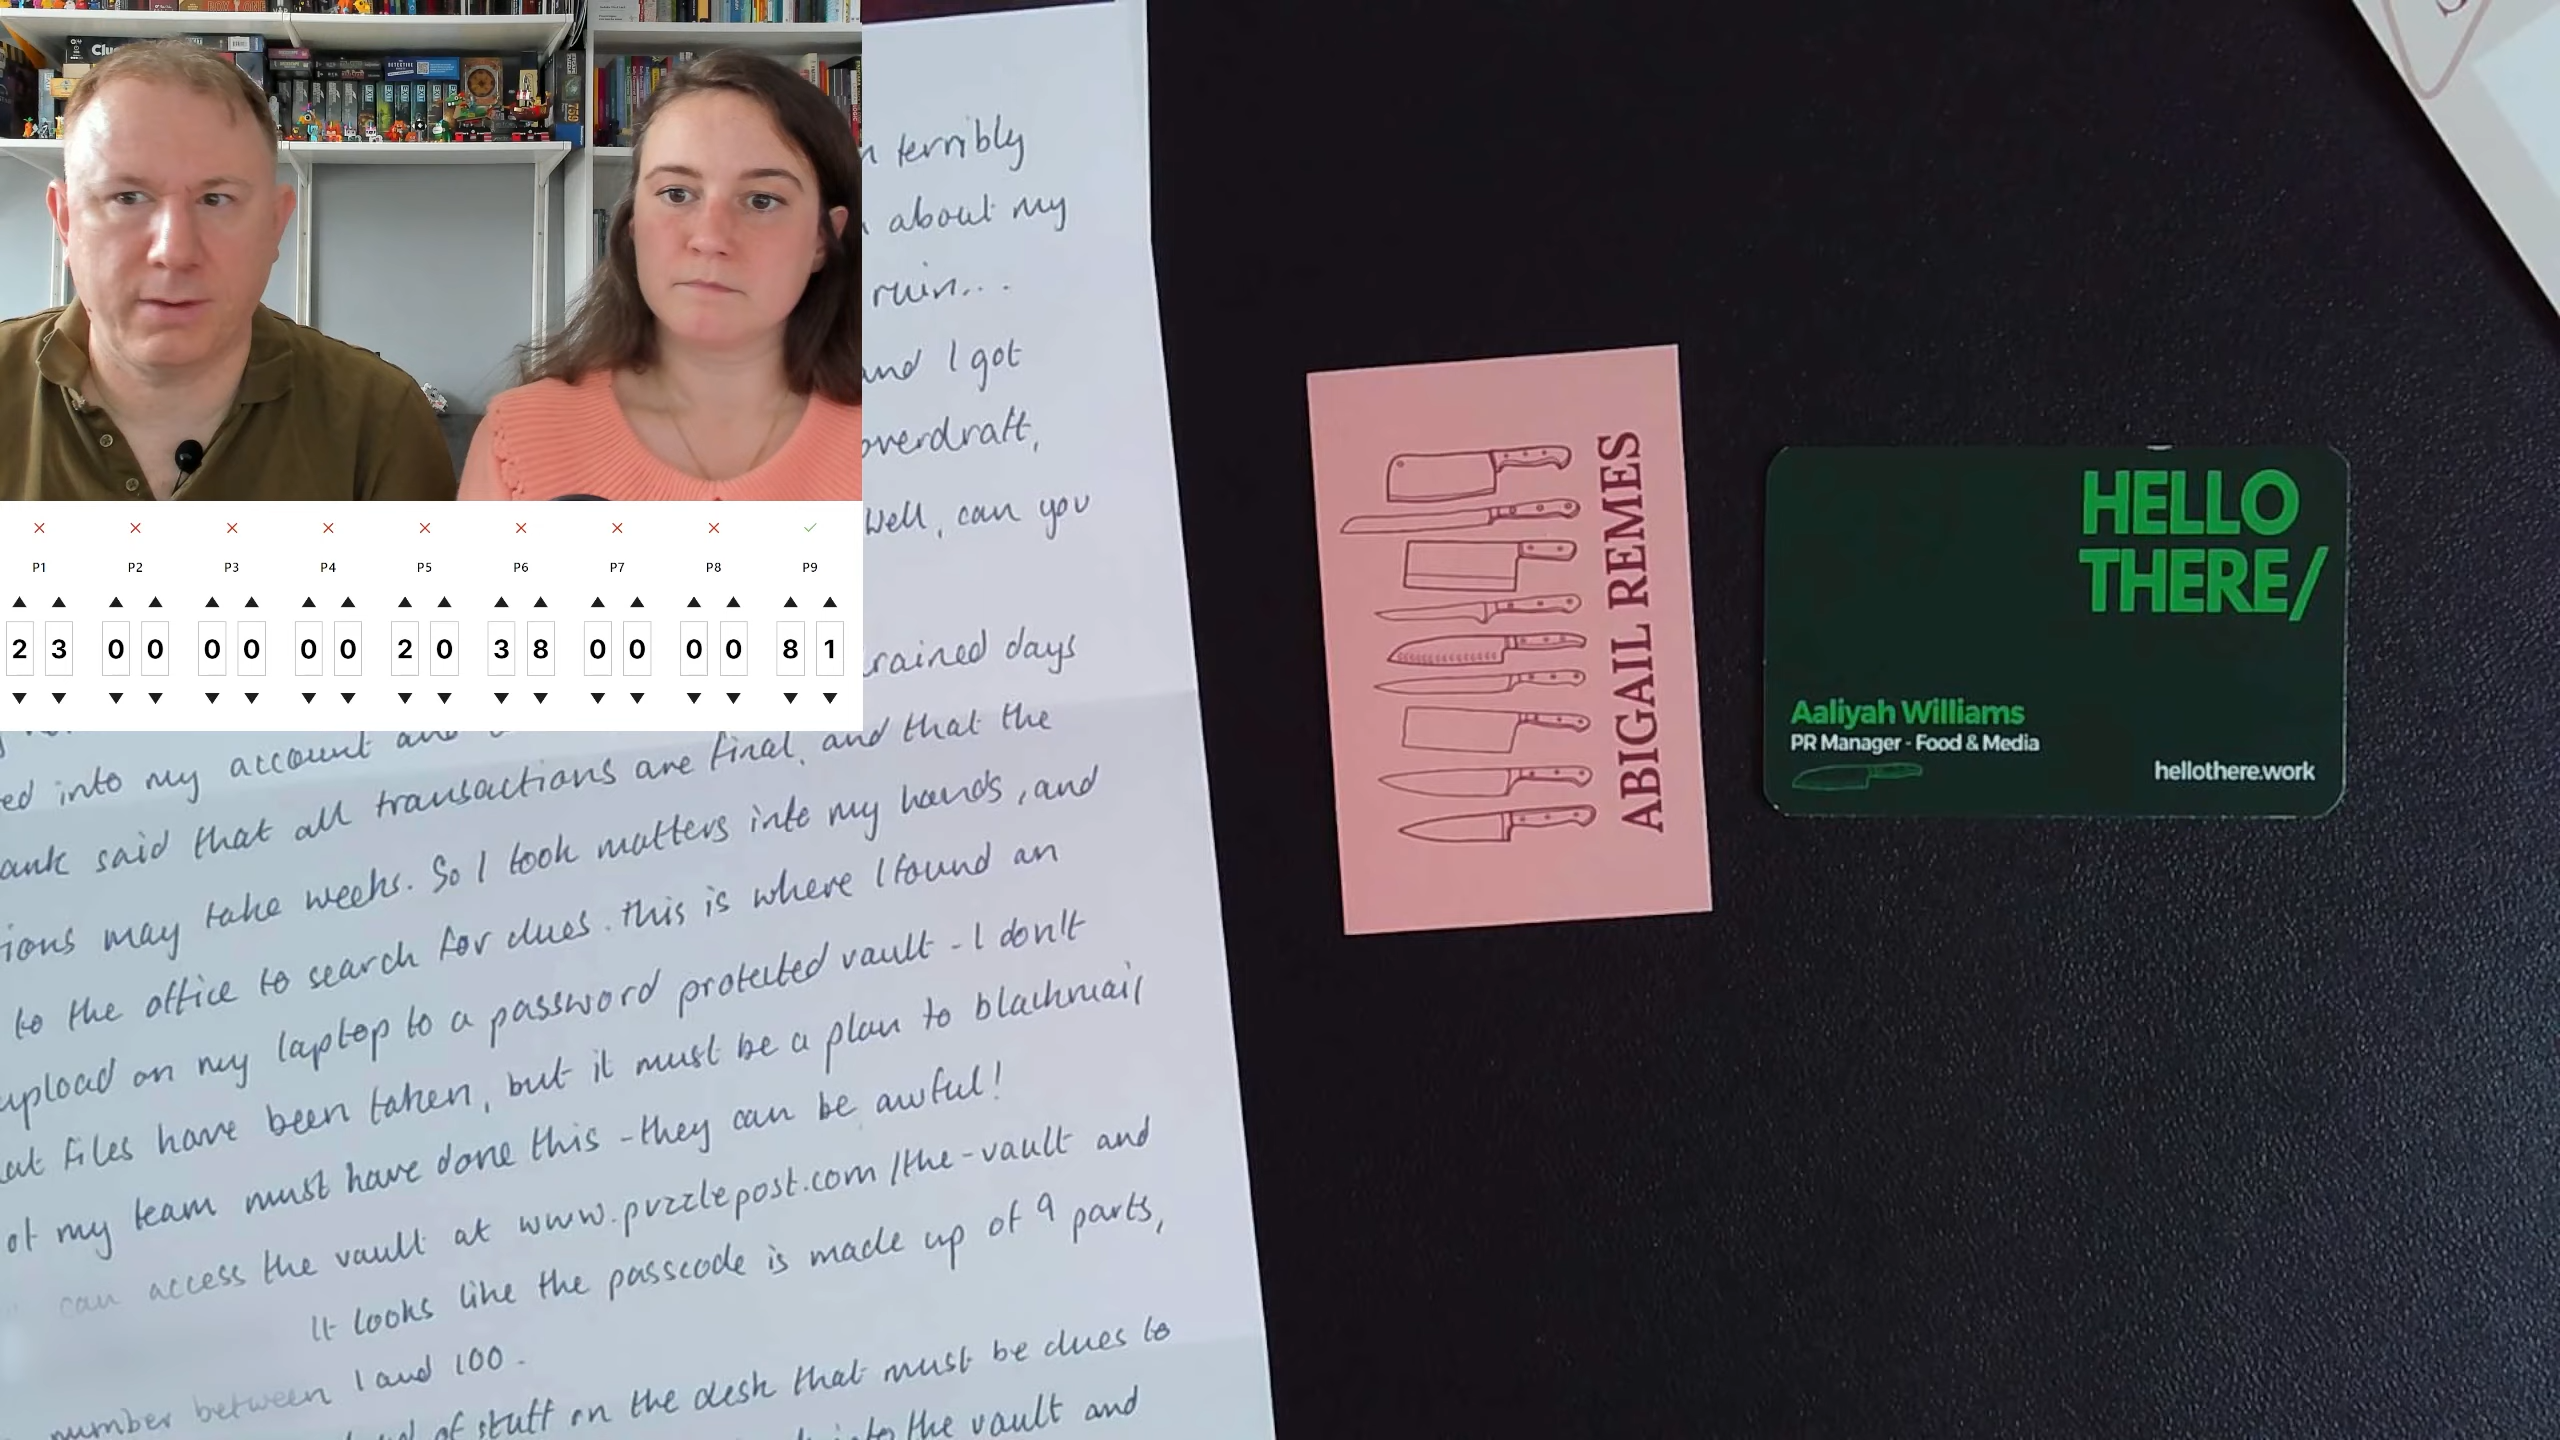 Clu
P1 P2 P3 P4 P5 P6 P7 P8 P9
2 3 0 0 0 0 0 0 2 0 3 8 0 0 0 0 8 1
terribly
about my
ruin...
and I got
overdraft,
Well, can you
rained days
ed into my account and
ank said that all transactions are final, and that the
ions may take weeks. So I took matters into my hands, and
to the office to search for clues. This is where I found an
upload on my laptop to a password protected vault - I don't
at files have been taken, but it must be a plan to blackmail
of my team must have done this - they can be awful!
can access the vault at www.puzzlepost.com/the-vault and
It looks like the passcode is made up of 9 parts,
number between 1 and 100.
of stuff on the desk that must be clues to
into the vault and
ABIGAIL REMES
HELLO
THERE/
Aaliyah Williams
PR Manager - Food & Media
hellothere.work